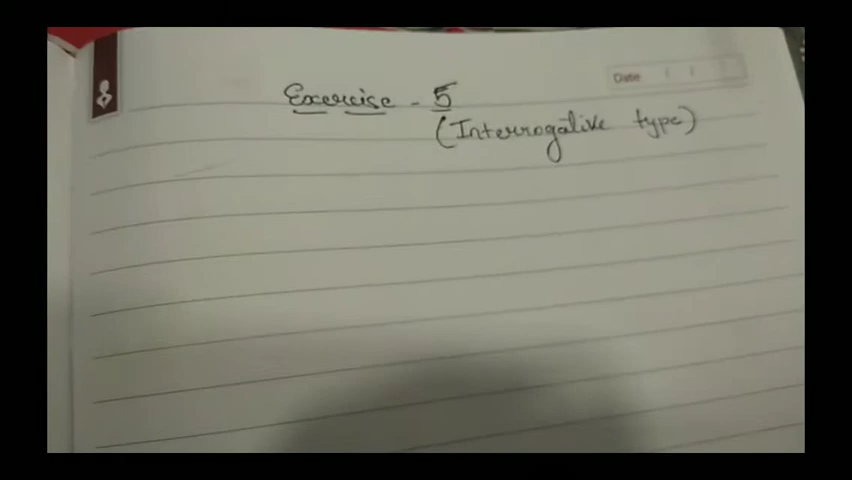 Date / /
Exercise - 5
(Interrogative type)